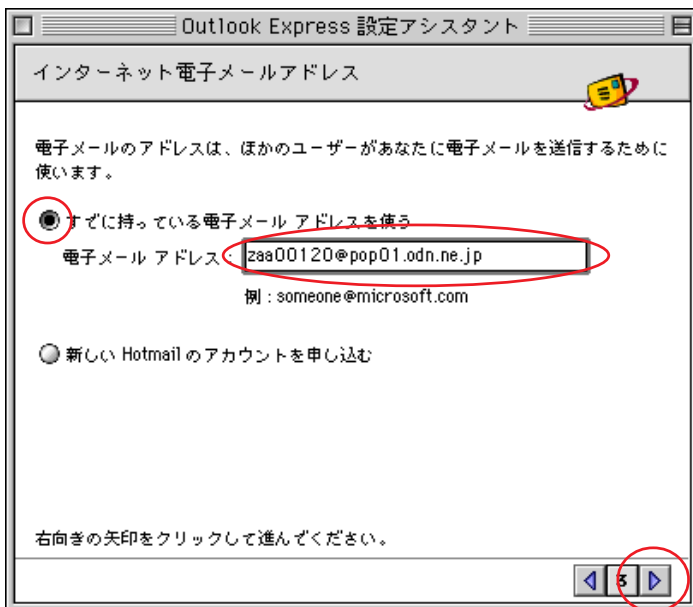 Outlook Express 設定アシスタント
インターネット電子メールアドレス
電子メールのアドレスは、ほかのユーザーがあなたに電子メールを送信するために
使います。
すでに持っている電子メール アドレスを使う
電子メール アドレス: zaa00120@pop01.odn.ne.jp
例 : someone@microsoft.com
新しい Hotmail のアカウントを申し込む
右向きの矢印をクリックして進んでください。
3